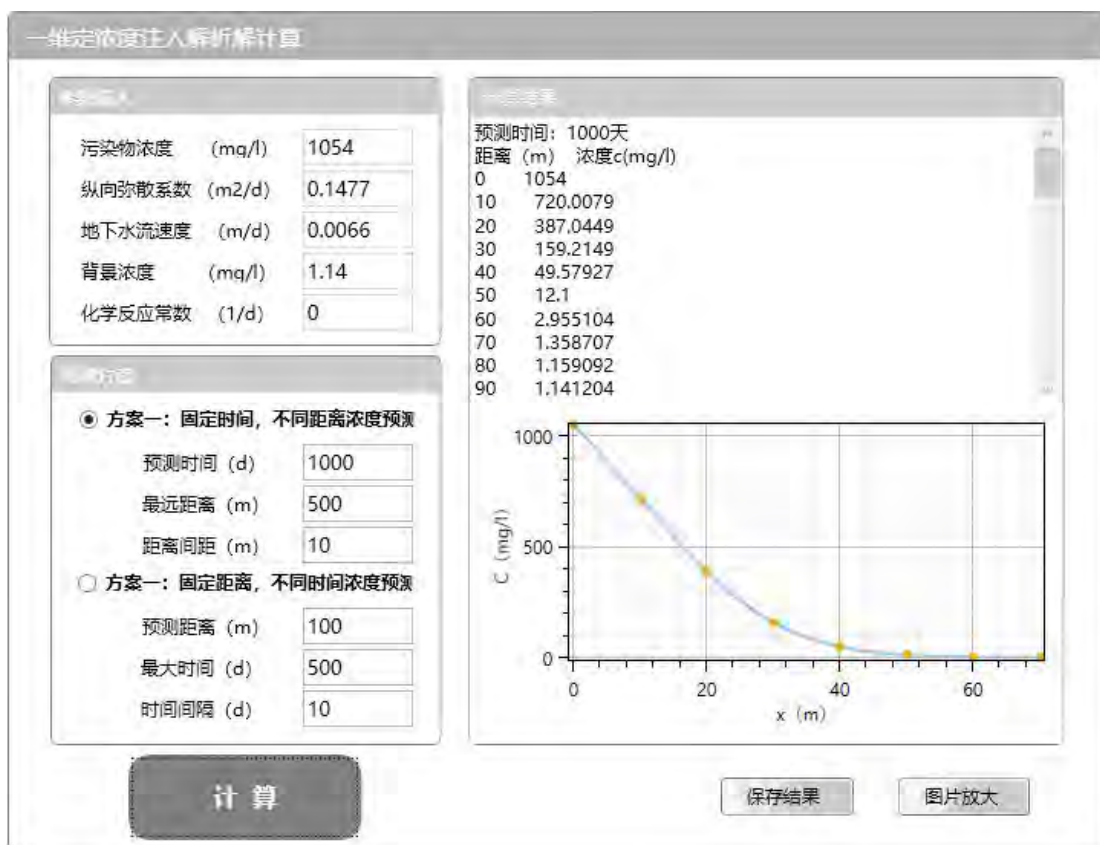 一维定浓度注入解析解计算
污染物浓度 (mg/l) 1054
纵向弥散系数 (m2/d) 0.1477
地下水流速度 (m/d) 0.0066
背景浓度 (mg/l) 1.14
化学反应常数 (1/d) 0
方案一：固定时间，不同距离浓度预测
预测时间（d） 1000
最远距离（m） 500
距离间距（m） 10
方案一：固定距离，不同时间浓度预测
预测距离（m） 100
最大时间（d） 500
时间间隔（d） 10
计 算
预测时间：1000天
距离（m） 浓度c(mg/l)
0 1054
10 720.0079
20 387.0449
30 159.2149
40 49.57927
50 12.1
60 2.955104
70 1.358707
80 1.159092
90 1.141204
1000
500
0
C（mg/l）
0 20 40 60
x（m）
保存结果 图片放大